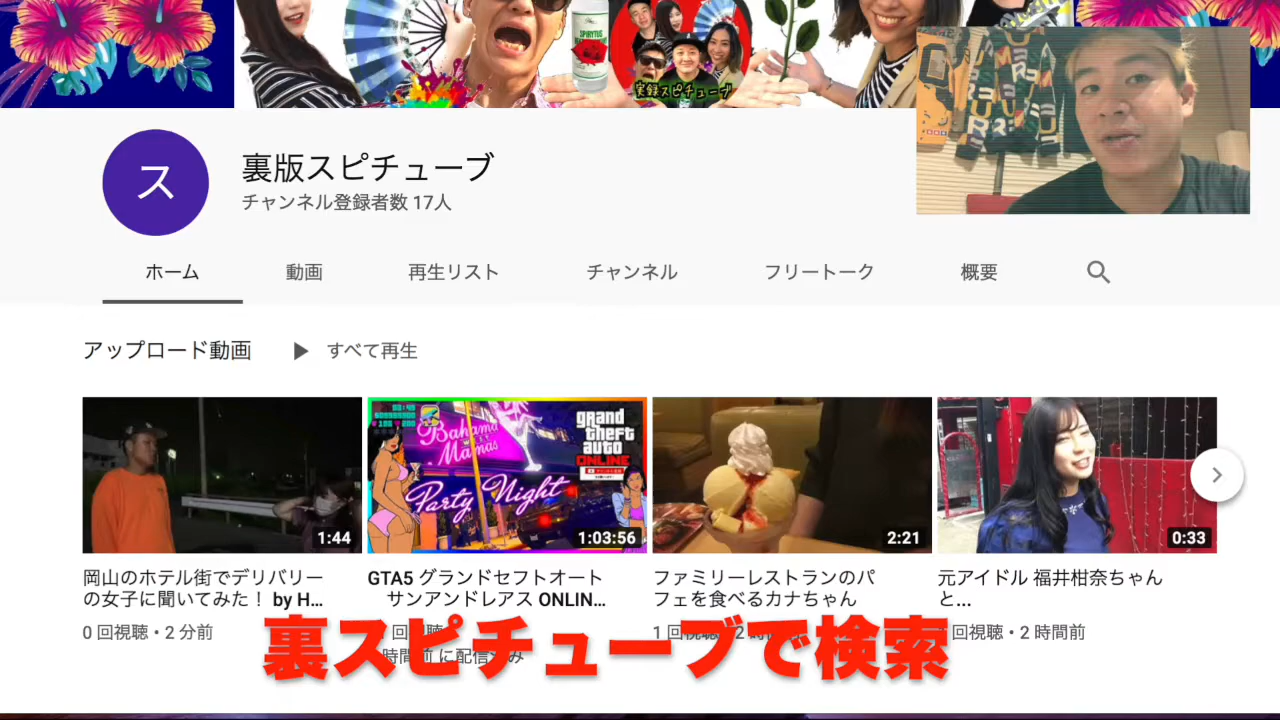 SPIRYTUS
実録スピチューブ
ス
裏版スピチューブ
チャンネル登録者数 17人
ホーム
動画
再生リスト
チャンネル
フリートーク
概要
アップロード動画
すべて再生
1:44
Bahama
Mamas
Party Night
grand
theft
auto
ONLINE
1:03:56
2:21
0:33
岡山のホテル街でデリバリー
の女子に聞いてみた！ by H...
0 回視聴・2 分前
GTA5 グランドセフトオート
サンアンドレアス ONLIN...
ファミリーレストランのパ
フェを食べるカナちゃん
元アイドル 福井柑奈ちゃん
と...
回視聴・2 時間前
裏スピチューブで検索